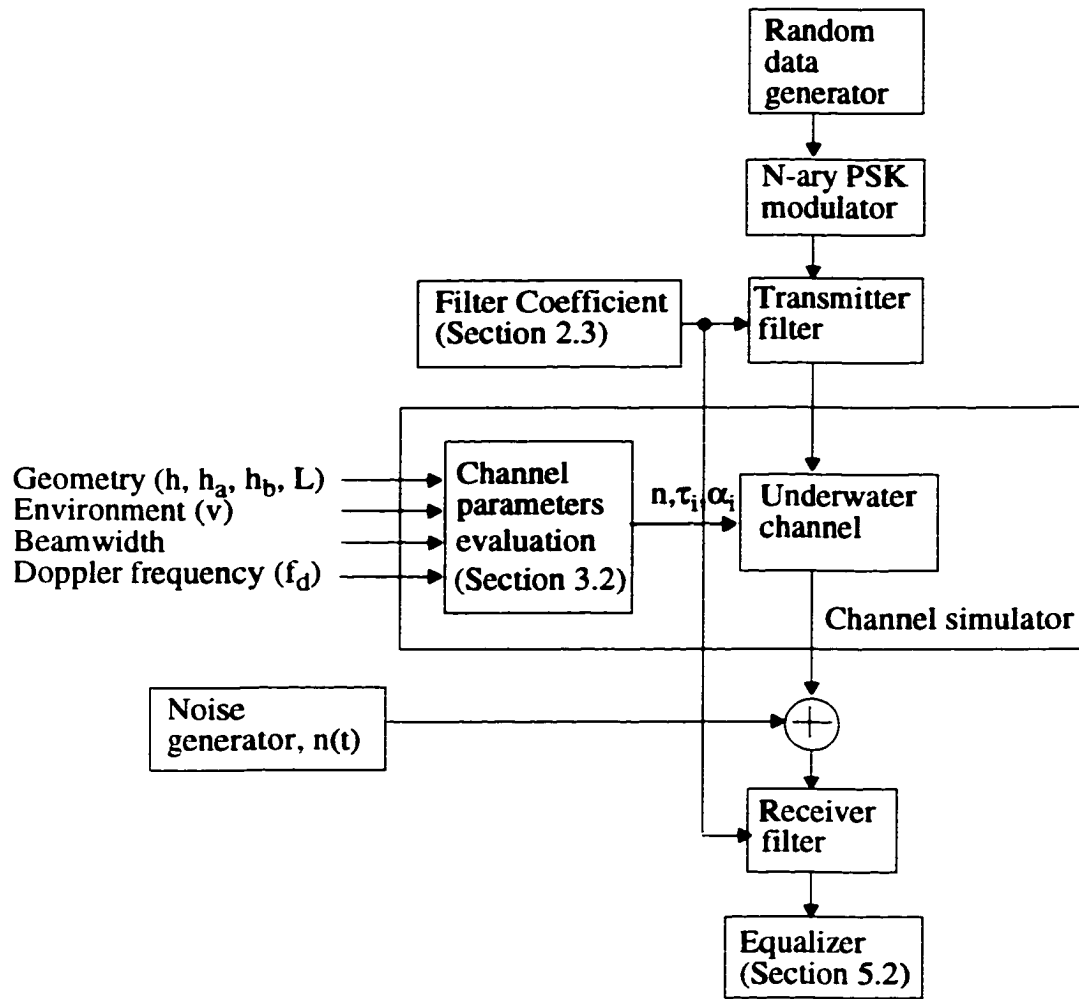 Random
data
generator
N-ary PSK
modulator
Filter Coefficient
(Section 2.3)
Transmitter
filter
Geometry (h, hₐ, h_b, L)
Environment (v)
Beamwidth
Doppler frequency (f_d)
Channel
parameters
evaluation
(Section 3.2)
n,τᵢ,αᵢ
Underwater
channel
Channel simulator
Noise
generator, n(t)
+
Receiver
filter
Equalizer
(Section 5.2)